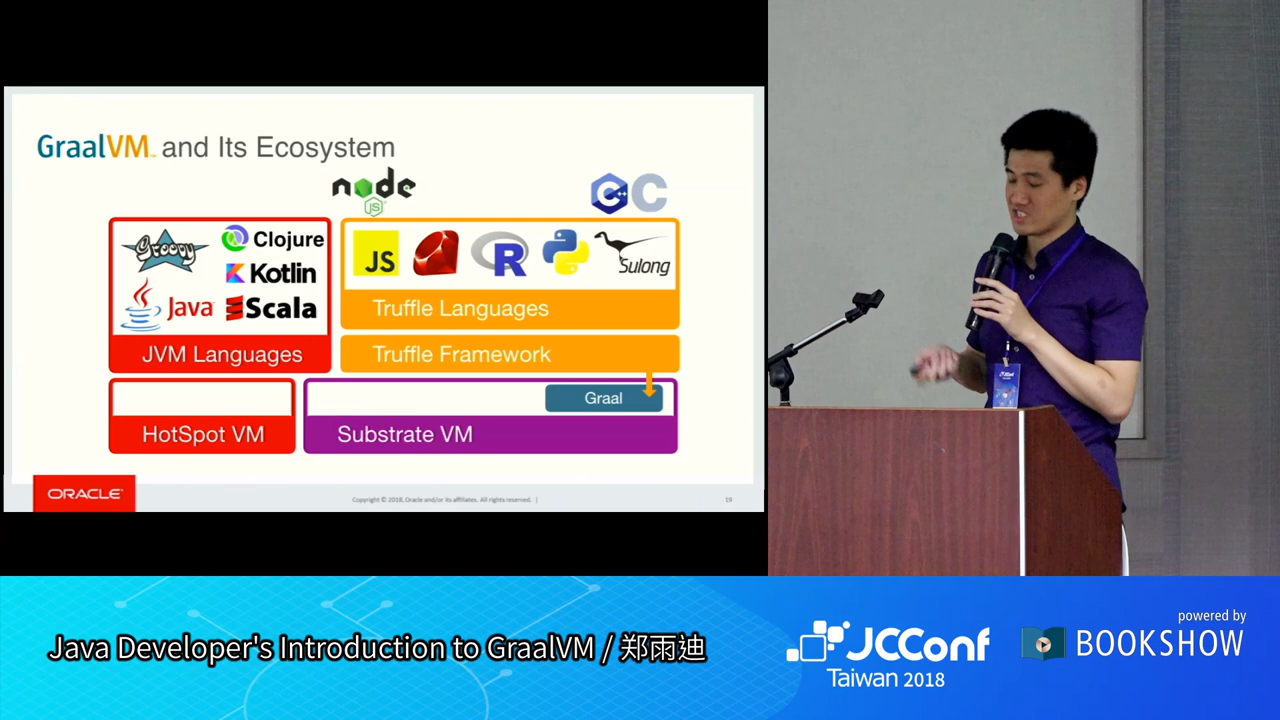 GraalVM™ and Its Ecosystem
node
JS
C++ C
Groovy
Clojure
Kotlin
Java
Scala
JVM Languages
JS
R
Sulong
Truffle Languages
Truffle Framework
HotSpot VM
Graal
Substrate VM
ORACLE
Copyright © 2018, Oracle and/or its affiliates. All rights reserved. |
19
JCConf
Java Developer's Introduction to GraalVM / 郑雨迪
JCConf
Taiwan 2018
powered by
BOOKSHOW